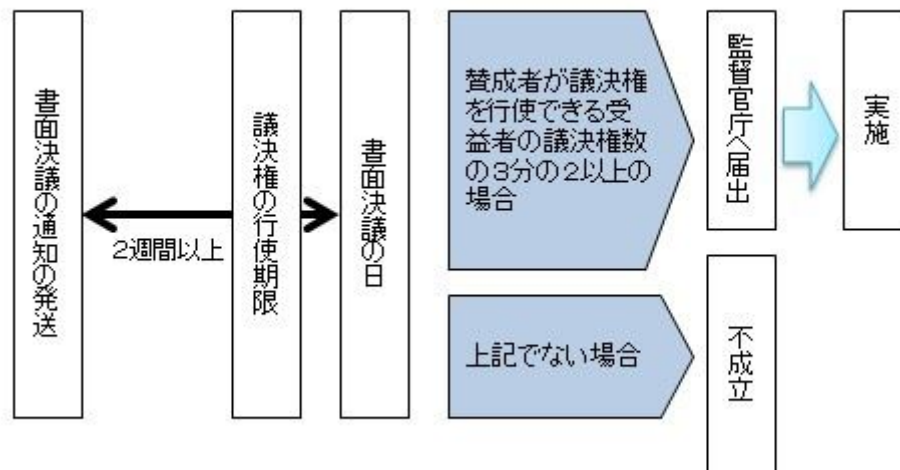 書面決議の通知の発送
2週間以上
議決権の行使期限
書面決議の日
賛成者が議決権
を行使できる受
益者の議決権数
の3分の2以上の
場合
監督官庁へ届出
実施
上記でない場合
不成立